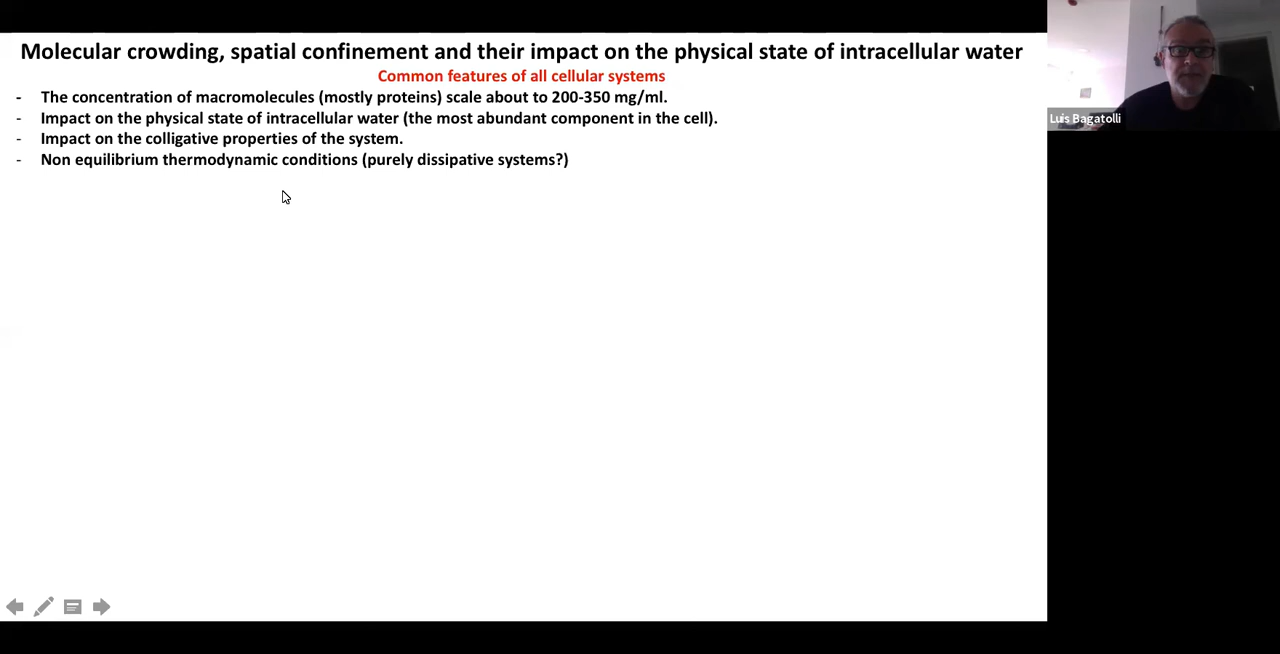 Molecular crowding, spatial confinement and their impact on the physical state of intracellular water
Common features of all cellular systems
- The concentration of macromolecules (mostly proteins) scale about to 200-350 mg/ml.
- Impact on the physical state of intracellular water (the most abundant component in the cell).
- Impact on the colligative properties of the system.
- Non equilibrium thermodynamic conditions (purely dissipative systems?)
Luis Bagatolli